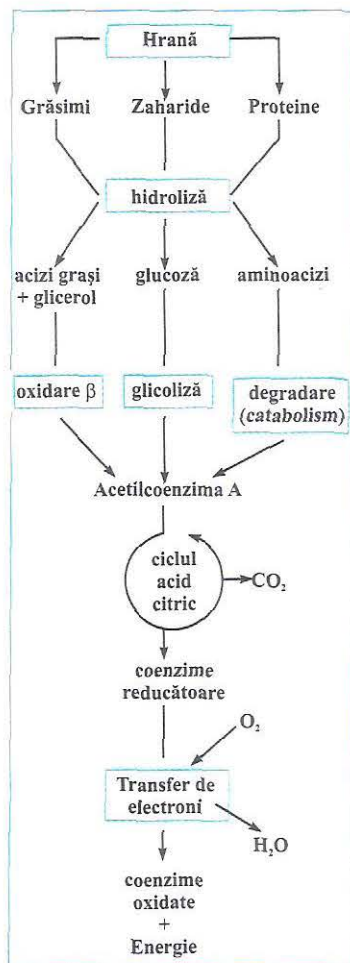 Hrană
Grăsimi Zaharide Proteine
hidroliză
acizi grași glucoză aminoacizi
+ glicerol
oxidare β glicoliză degradare
(catabolism)
Acetilcoenzima A
ciclul
acid
citric
CO₂
coenzime
reducătoare
O₂
Transfer de
electroni
H₂O
coenzime
oxidate
+
Energie